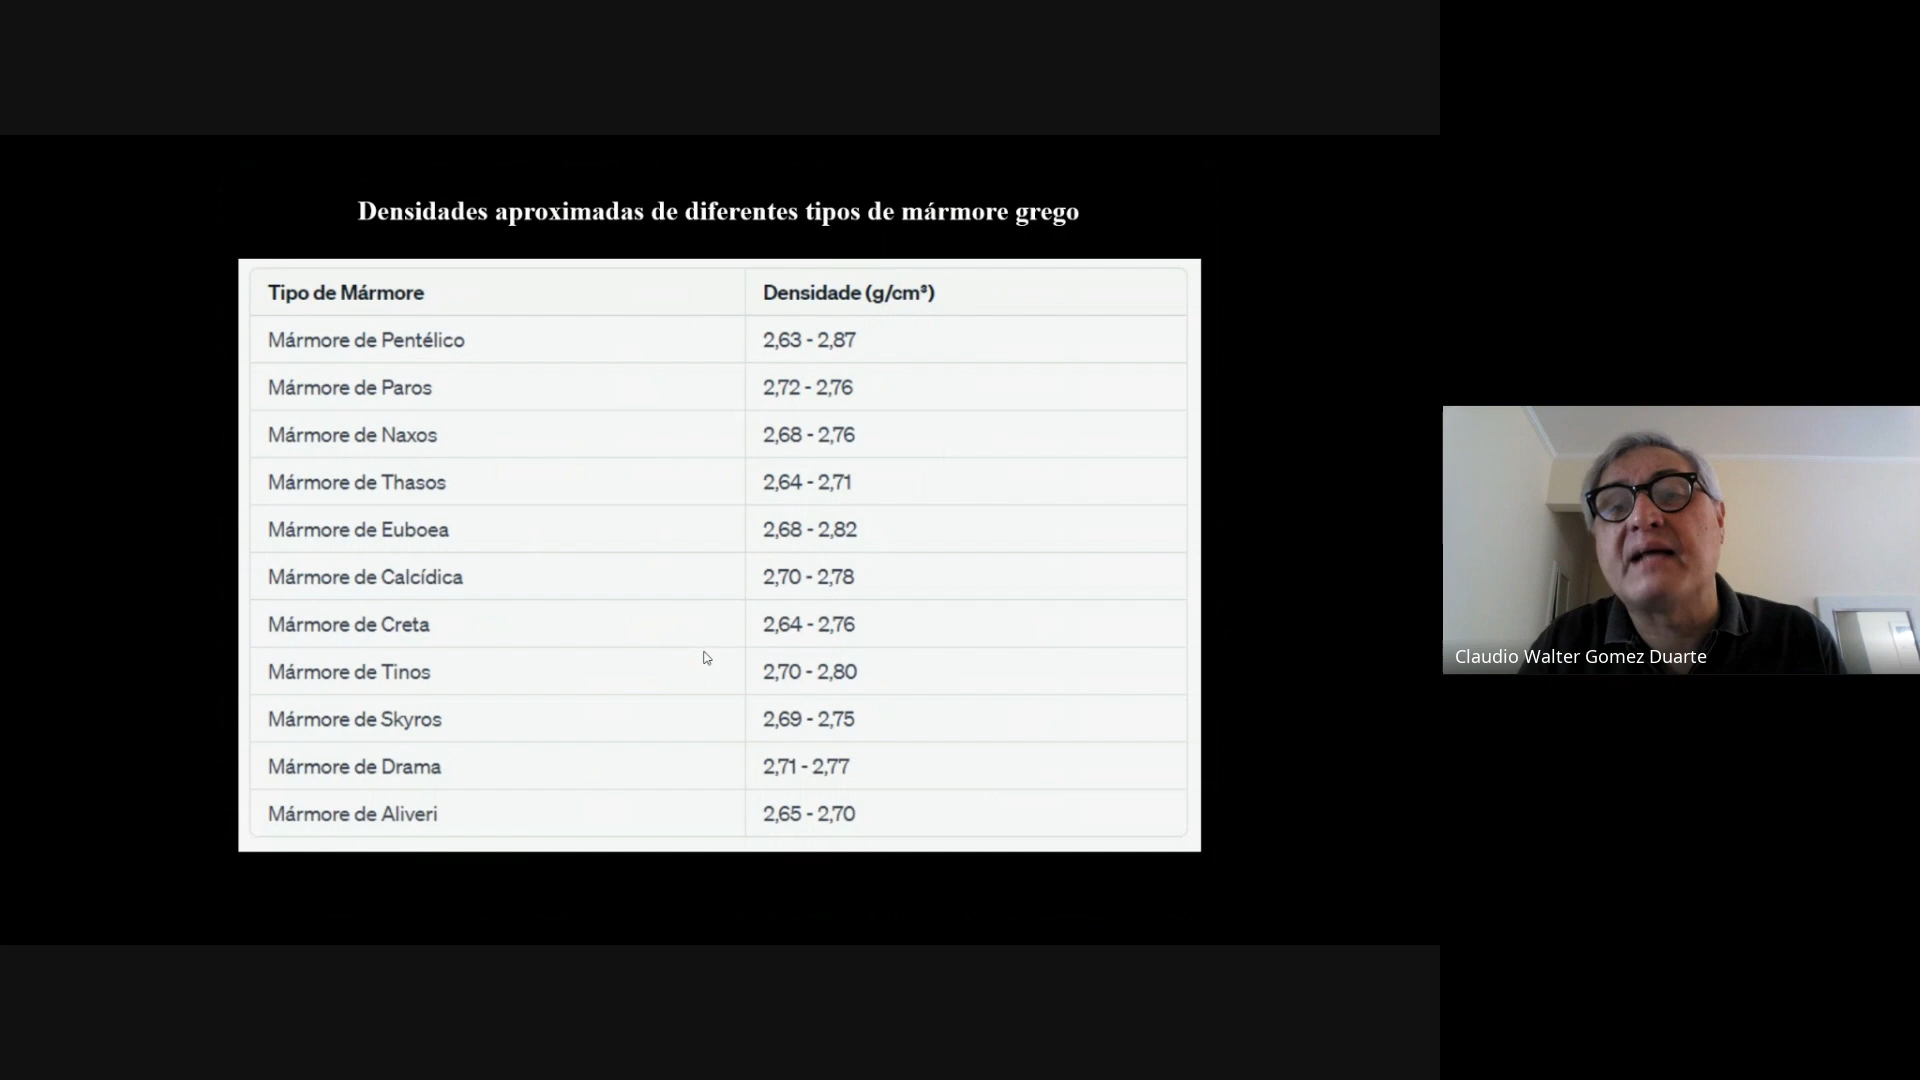 Densidades aproximadas de diferentes tipos de mármore grego
Tipo de Mármore Densidade (g/cm³)
Mármore de Pentélico 2,63 - 2,87
Mármore de Paros 2,72 - 2,76
Mármore de Naxos 2,68 - 2,76
Mármore de Thasos 2,64 - 2,71
Mármore de Euboea 2,68 - 2,82
Mármore de Calcídica 2,70 - 2,78
Mármore de Creta 2,64 - 2,76
Mármore de Tinos 2,70 - 2,80
Mármore de Skyros 2,69 - 2,75
Mármore de Drama 2,71 - 2,77
Mármore de Aliveri 2,65 - 2,70
Claudio Walter Gomez Duarte